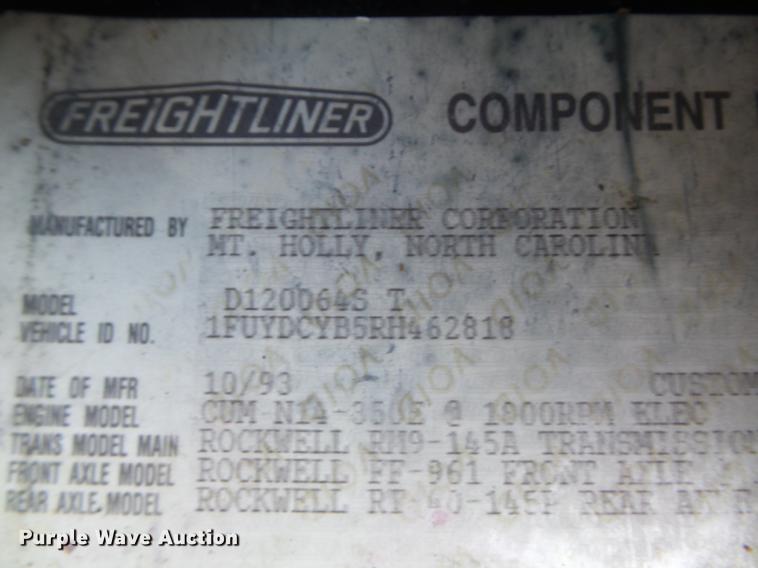 FREIGHTLINER COMPONENT
MANUFACTURED BY FREIGHTLINER CORPORATION
MT. HOLLY, NORTH CAROLINA
MODEL D120064S T
VEHICLE ID NO. 1FUYDCYB5RH462818
DATE OF MFR 10/93 CUSTOM
ENGINE MODEL CUM N14-350E @ 1800RPM ELEC
TRANS MODEL MAIN ROCKWELL RM9-145A TRANSMISSION
FRONT AXLE MODEL ROCKWELL FF-961 FRONT AXLE
REAR AXLE MODEL ROCKWELL RT 40-145P REAR
Purple Wave Auction